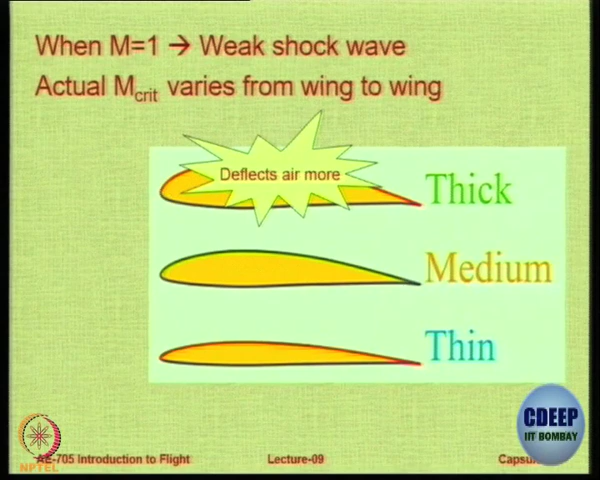 When M=1 → Weak shock wave
Actual Mcrit varies from wing to wing
Deflects air more
Thick
Medium
Thin
CDEEP
IIT BOMBAY
NPTEL
AE-705 Introduction to Flight
Lecture-09